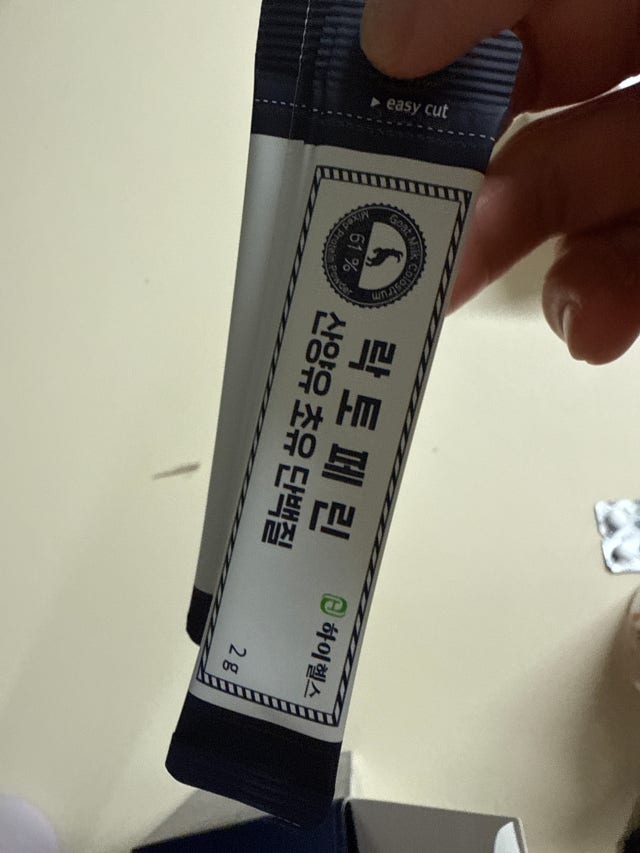 ▶ easy cut
Goat Milk Colostrum
61 %
Mixed Protein Powder
락토페린
산양유 초유 단백질
하이헬스
2g